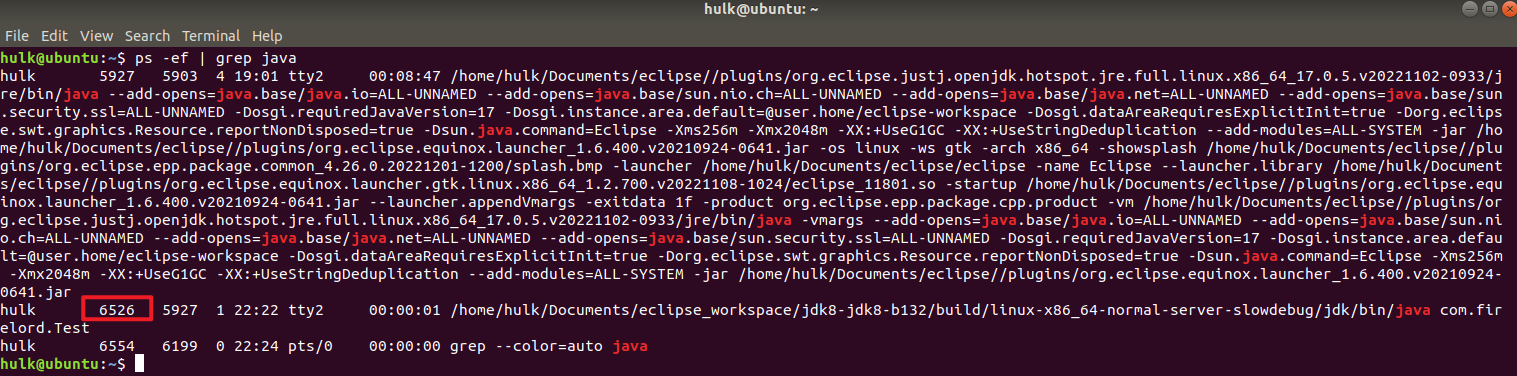 hulk@ubuntu: ~
File Edit View Search Terminal Help
hulk@ubuntu:~$ ps -ef | grep java
hulk 5927 5903 4 19:01 tty2 00:08:47 /home/hulk/Documents/eclipse//plugins/org.eclipse.justj.openjdk.hotspot.jre.full.linux.x86_64_17.0.5.v20221102-0933/j
re/bin/java --add-opens=java.base/java.io=ALL-UNNAMED --add-opens=java.base/sun.nio.ch=ALL-UNNAMED --add-opens=java.base/java.net=ALL-UNNAMED --add-opens=java.base/sun
.security.ssl=ALL-UNNAMED -Dosgi.requiredJavaVersion=17 -Dosgi.instance.area.default=@user.home/eclipse-workspace -Dosgi.dataAreaRequiresExplicitInit=true -Dorg.eclips
e.swt.graphics.Resource.reportNonDisposed=true -Dsun.java.command=Eclipse -Xms256m -Xmx2048m -XX:+UseG1GC -XX:+UseStringDeduplication --add-modules=ALL-SYSTEM -jar /ho
me/hulk/Documents/eclipse//plugins/org.eclipse.equinox.launcher_1.6.400.v20210924-0641.jar -os linux -ws gtk -arch x86_64 -showsplash /home/hulk/Documents/eclipse//plu
gins/org.eclipse.epp.package.common_4.26.0.20221201-1200/splash.bmp -launcher /home/hulk/Documents/eclipse/eclipse -name Eclipse --launcher.library /home/hulk/Document
s/eclipse//plugins/org.eclipse.equinox.launcher.gtk.linux.x86_64_1.2.700.v20221108-1024/eclipse_11801.so -startup /home/hulk/Documents/eclipse//plugins/org.eclipse.equ
inox.launcher_1.6.400.v20210924-0641.jar --launcher.appendVmargs -exitdata 1f -product org.eclipse.epp.package.cpp.product -vm /home/hulk/Documents/eclipse//plugins/or
g.eclipse.justj.openjdk.hotspot.jre.full.linux.x86_64_17.0.5.v20221102-0933/jre/bin/java -vmargs --add-opens=java.base/java.io=ALL-UNNAMED --add-opens=java.base/sun.ni
o.ch=ALL-UNNAMED --add-opens=java.base/java.net=ALL-UNNAMED --add-opens=java.base/sun.security.ssl=ALL-UNNAMED -Dosgi.requiredJavaVersion=17 -Dosgi.instance.area.defau
lt=@user.home/eclipse-workspace -Dosgi.dataAreaRequiresExplicitInit=true -Dorg.eclipse.swt.graphics.Resource.reportNonDisposed=true -Dsun.java.command=Eclipse -Xms256m
-Xmx2048m -XX:+UseG1GC -XX:+UseStringDeduplication --add-modules=ALL-SYSTEM -jar /home/hulk/Documents/eclipse//plugins/org.eclipse.equinox.launcher_1.6.400.v20210924-
0641.jar
hulk 6526 5927 1 22:22 tty2 00:00:01 /home/hulk/Documents/eclipse_workspace/jdk8-jdk8-b132/build/linux-x86_64-normal-server-slowdebug/jdk/bin/java com.fir
elord.Test
hulk 6554 6199 0 22:24 pts/0 00:00:00 grep --color=auto java
hulk@ubuntu:~$